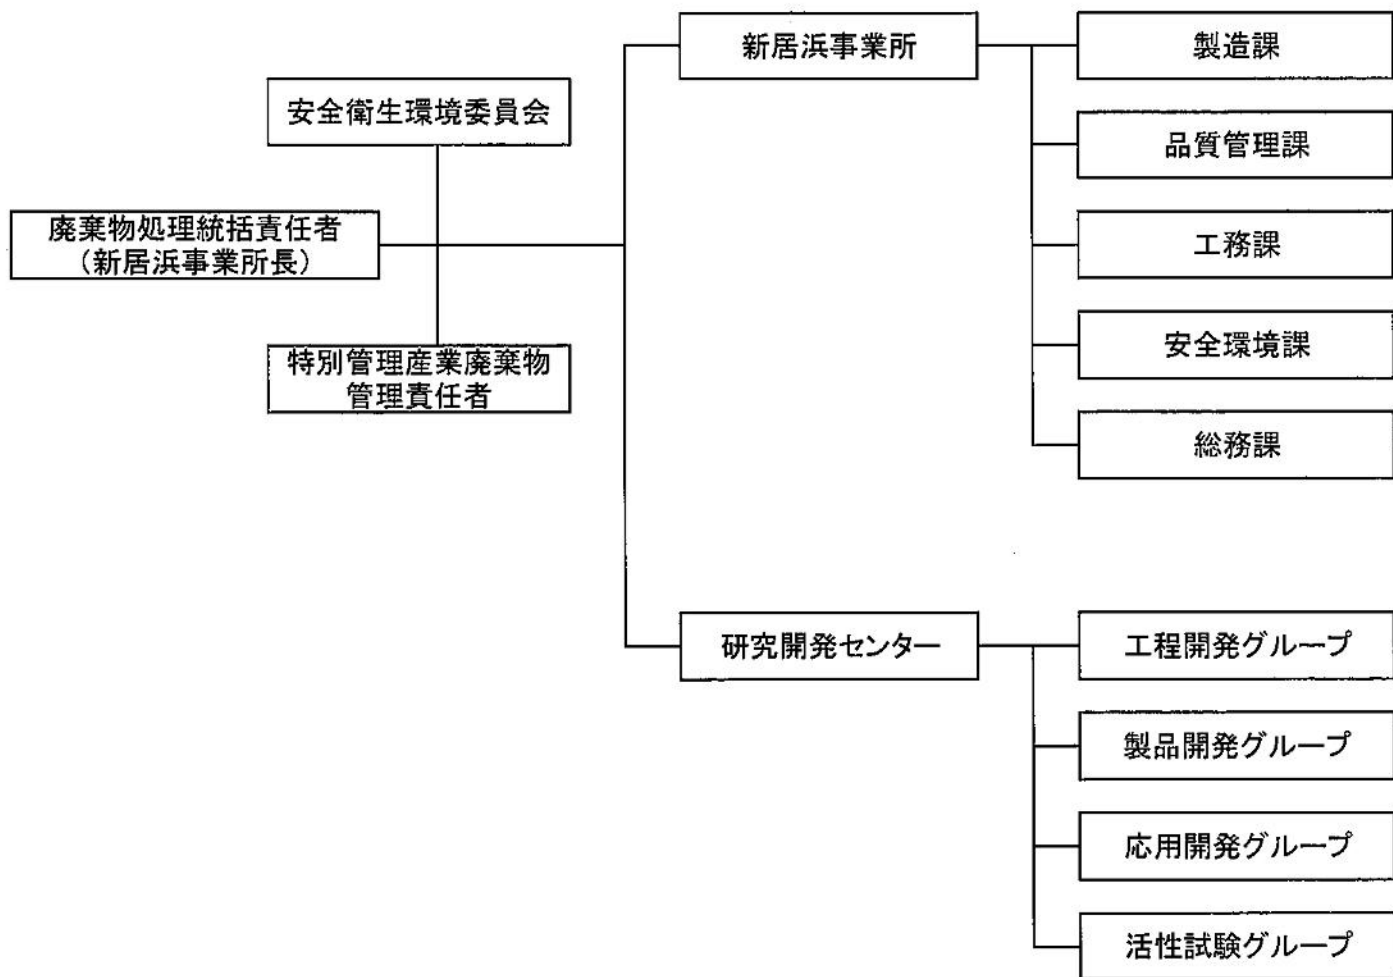 安全衛生環境委員会
廃棄物処理統括責任者
（新居浜事業所長）
特別管理産業廃棄物
管理責任者
新居浜事業所
製造課
品質管理課
工務課
安全環境課
総務課
研究開発センター
工程開発グループ
製品開発グループ
応用開発グループ
活性試験グループ